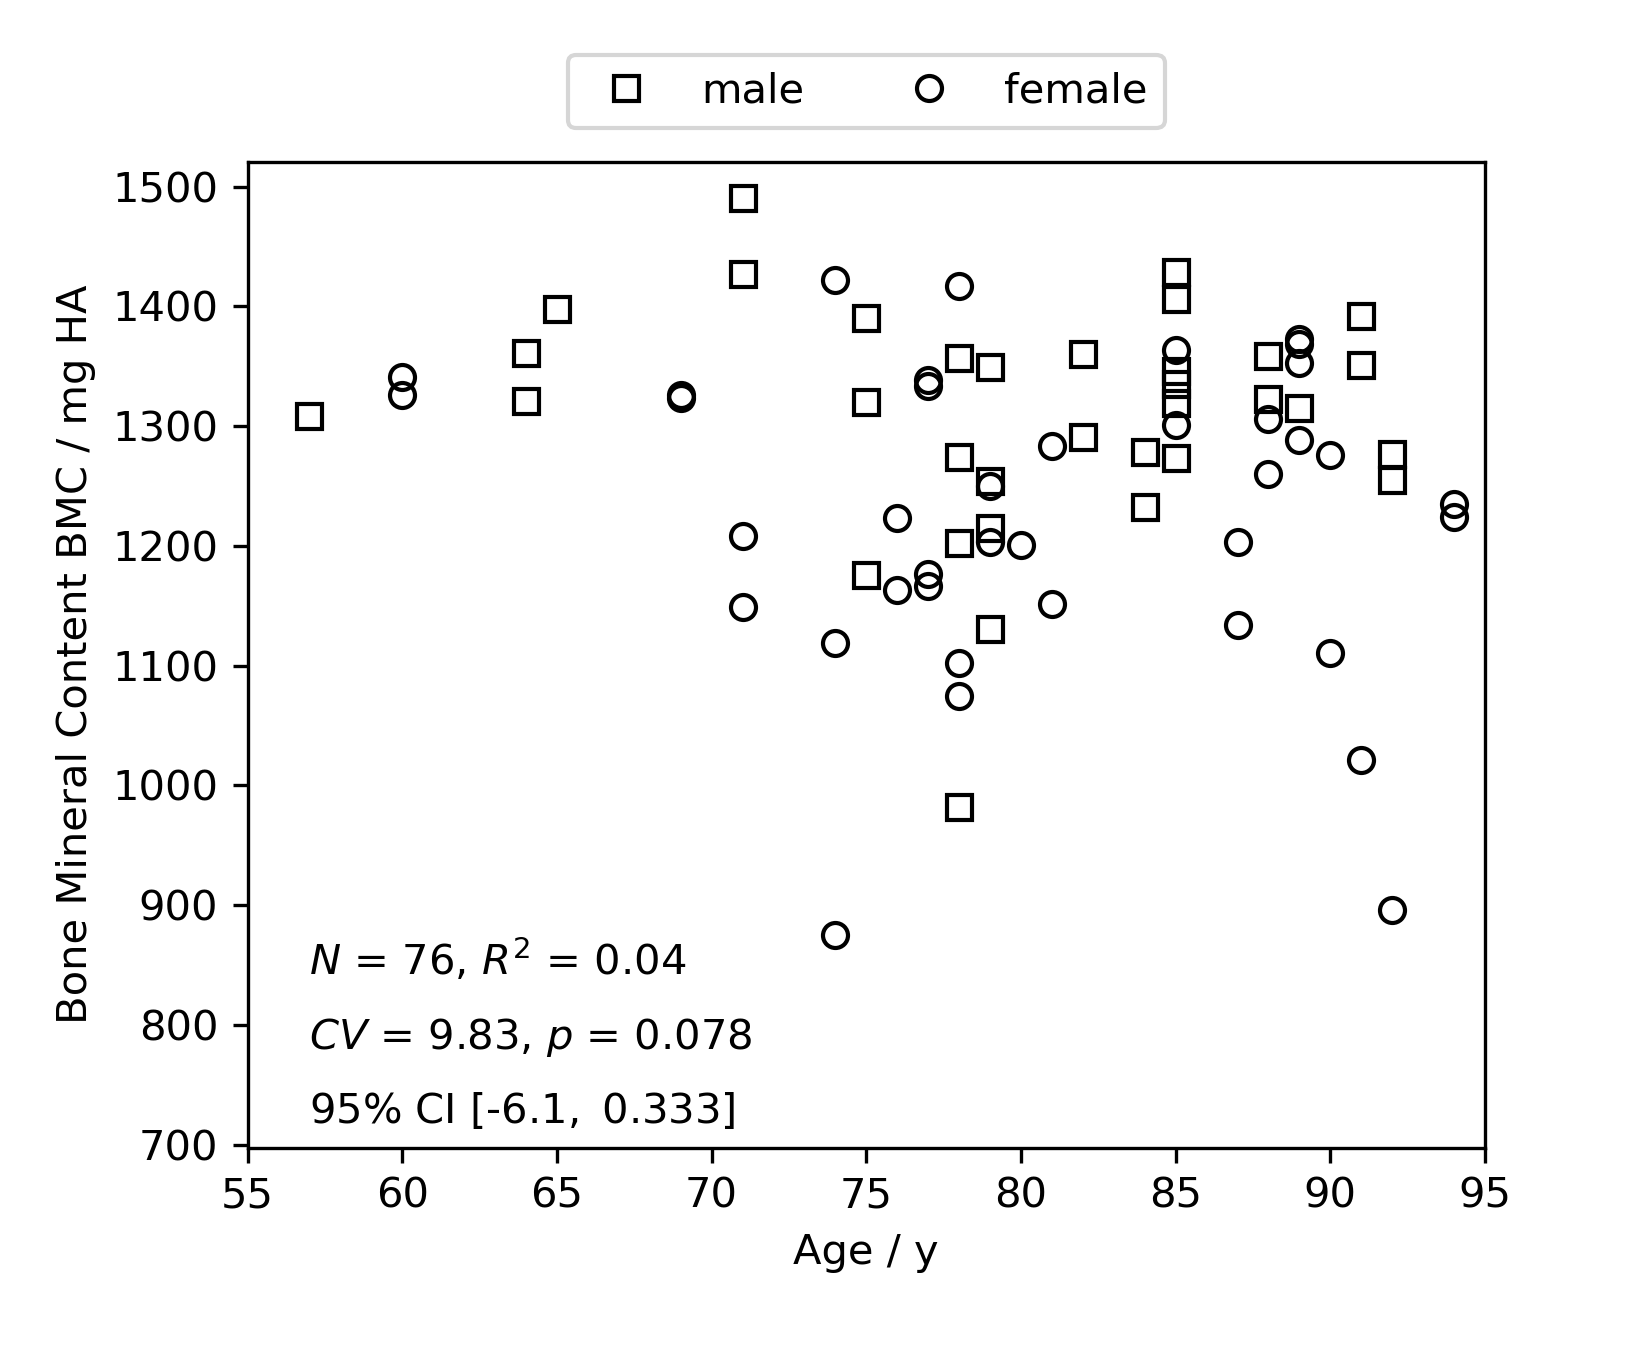 male female
1500
1400
1300
1200
1100
1000
900
800
700
Bone Mineral Content BMC / mg HA
N = 76, R² = 0.04
CV = 9.83, p = 0.078
95% CI [-6.1, 0.333]
55 60 65 70 75 80 85 90 95
Age / y